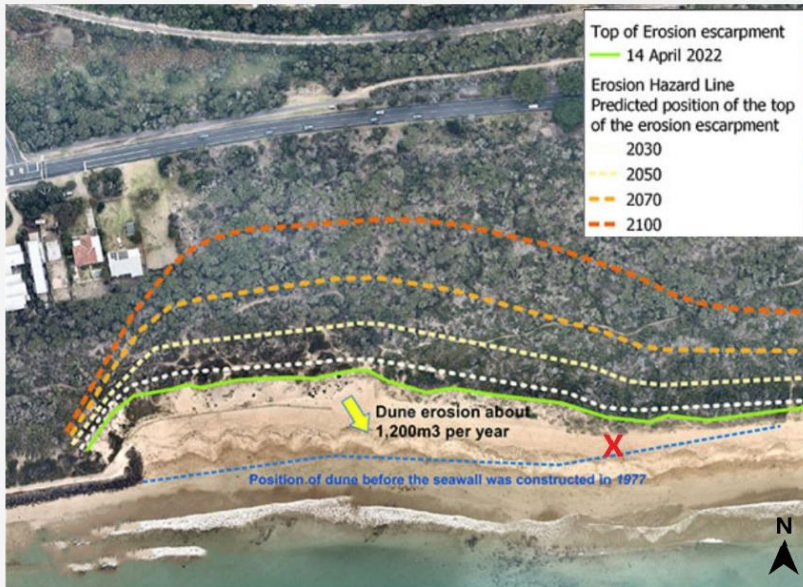 Top of Erosion escarpment
14 April 2022
Erosion Hazard Line
Predicted position of the top
of the erosion escarpment
2030
2050
2070
2100
Dune erosion about
1,200m3 per year
X
Position of dune before the seawall was constructed in 1977
N